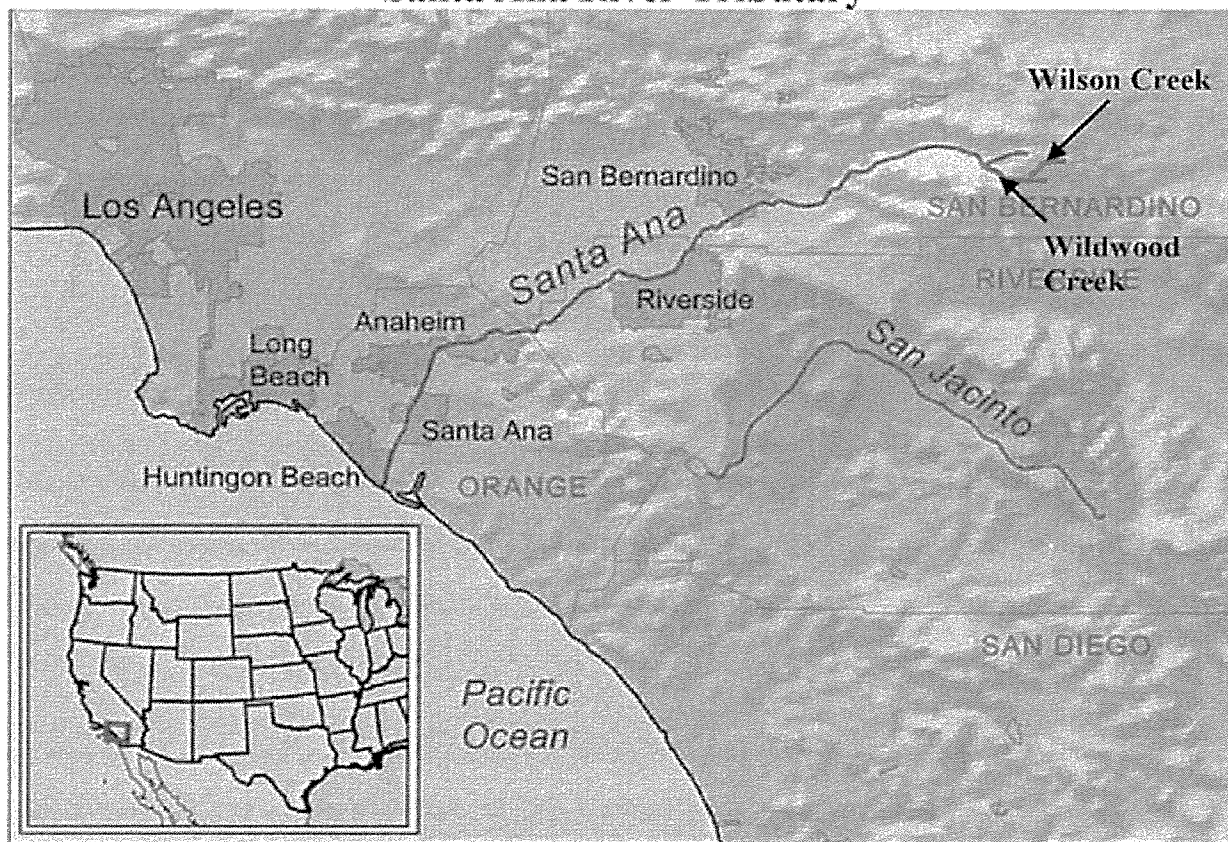 Wilson Creek
San Bernardino
Los Angeles
SAN BERNARDINO
Santa Ana
Wildwood
Creek
RIVERSIDE
Riverside
Anaheim
San Jacinto
Long
Beach
Santa Ana
Huntingon Beach
ORANGE
SAN DIEGO
Pacific
Ocean